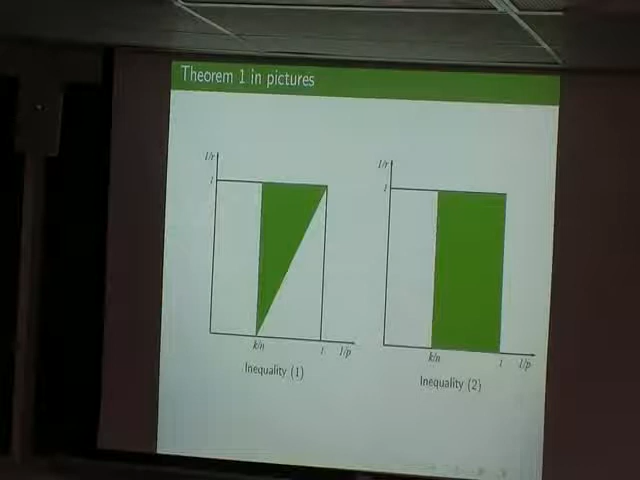 Theorem 1 in pictures
1/r
1
k/n
1
1/p
Inequality (1)
1/r
1
k/n
1
1/p
Inequality (2)